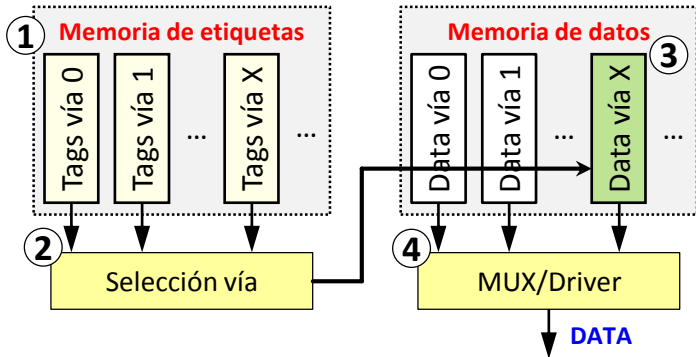 1
Memoria de etiquetas
Tags vía 0
Tags vía 1
...
Tags vía X
...
2
Selección vía
Memoria de datos
3
Data vía 0
Data vía 1
...
Data vía X
...
4
MUX/Driver
DATA